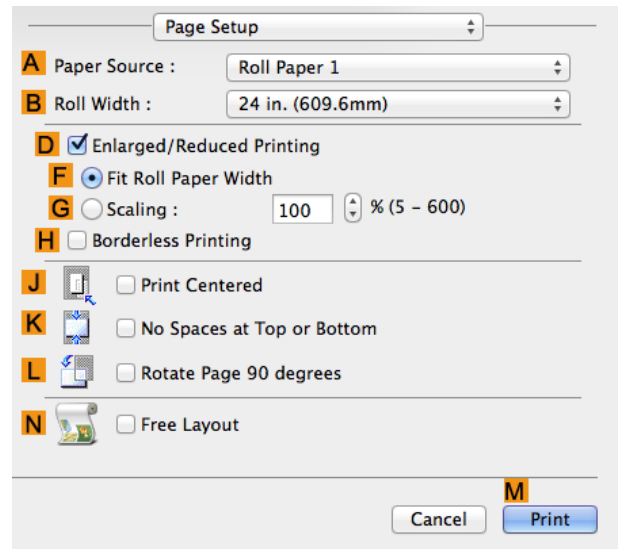 Page Setup
A Paper Source : Roll Paper 1
B Roll Width : 24 in. (609.6mm)
D Enlarged/Reduced Printing
F Fit Roll Paper Width
G Scaling : 100 % (5 – 600)
H Borderless Printing
J Print Centered
K No Spaces at Top or Bottom
L Rotate Page 90 degrees
N Free Layout
M
Cancel Print